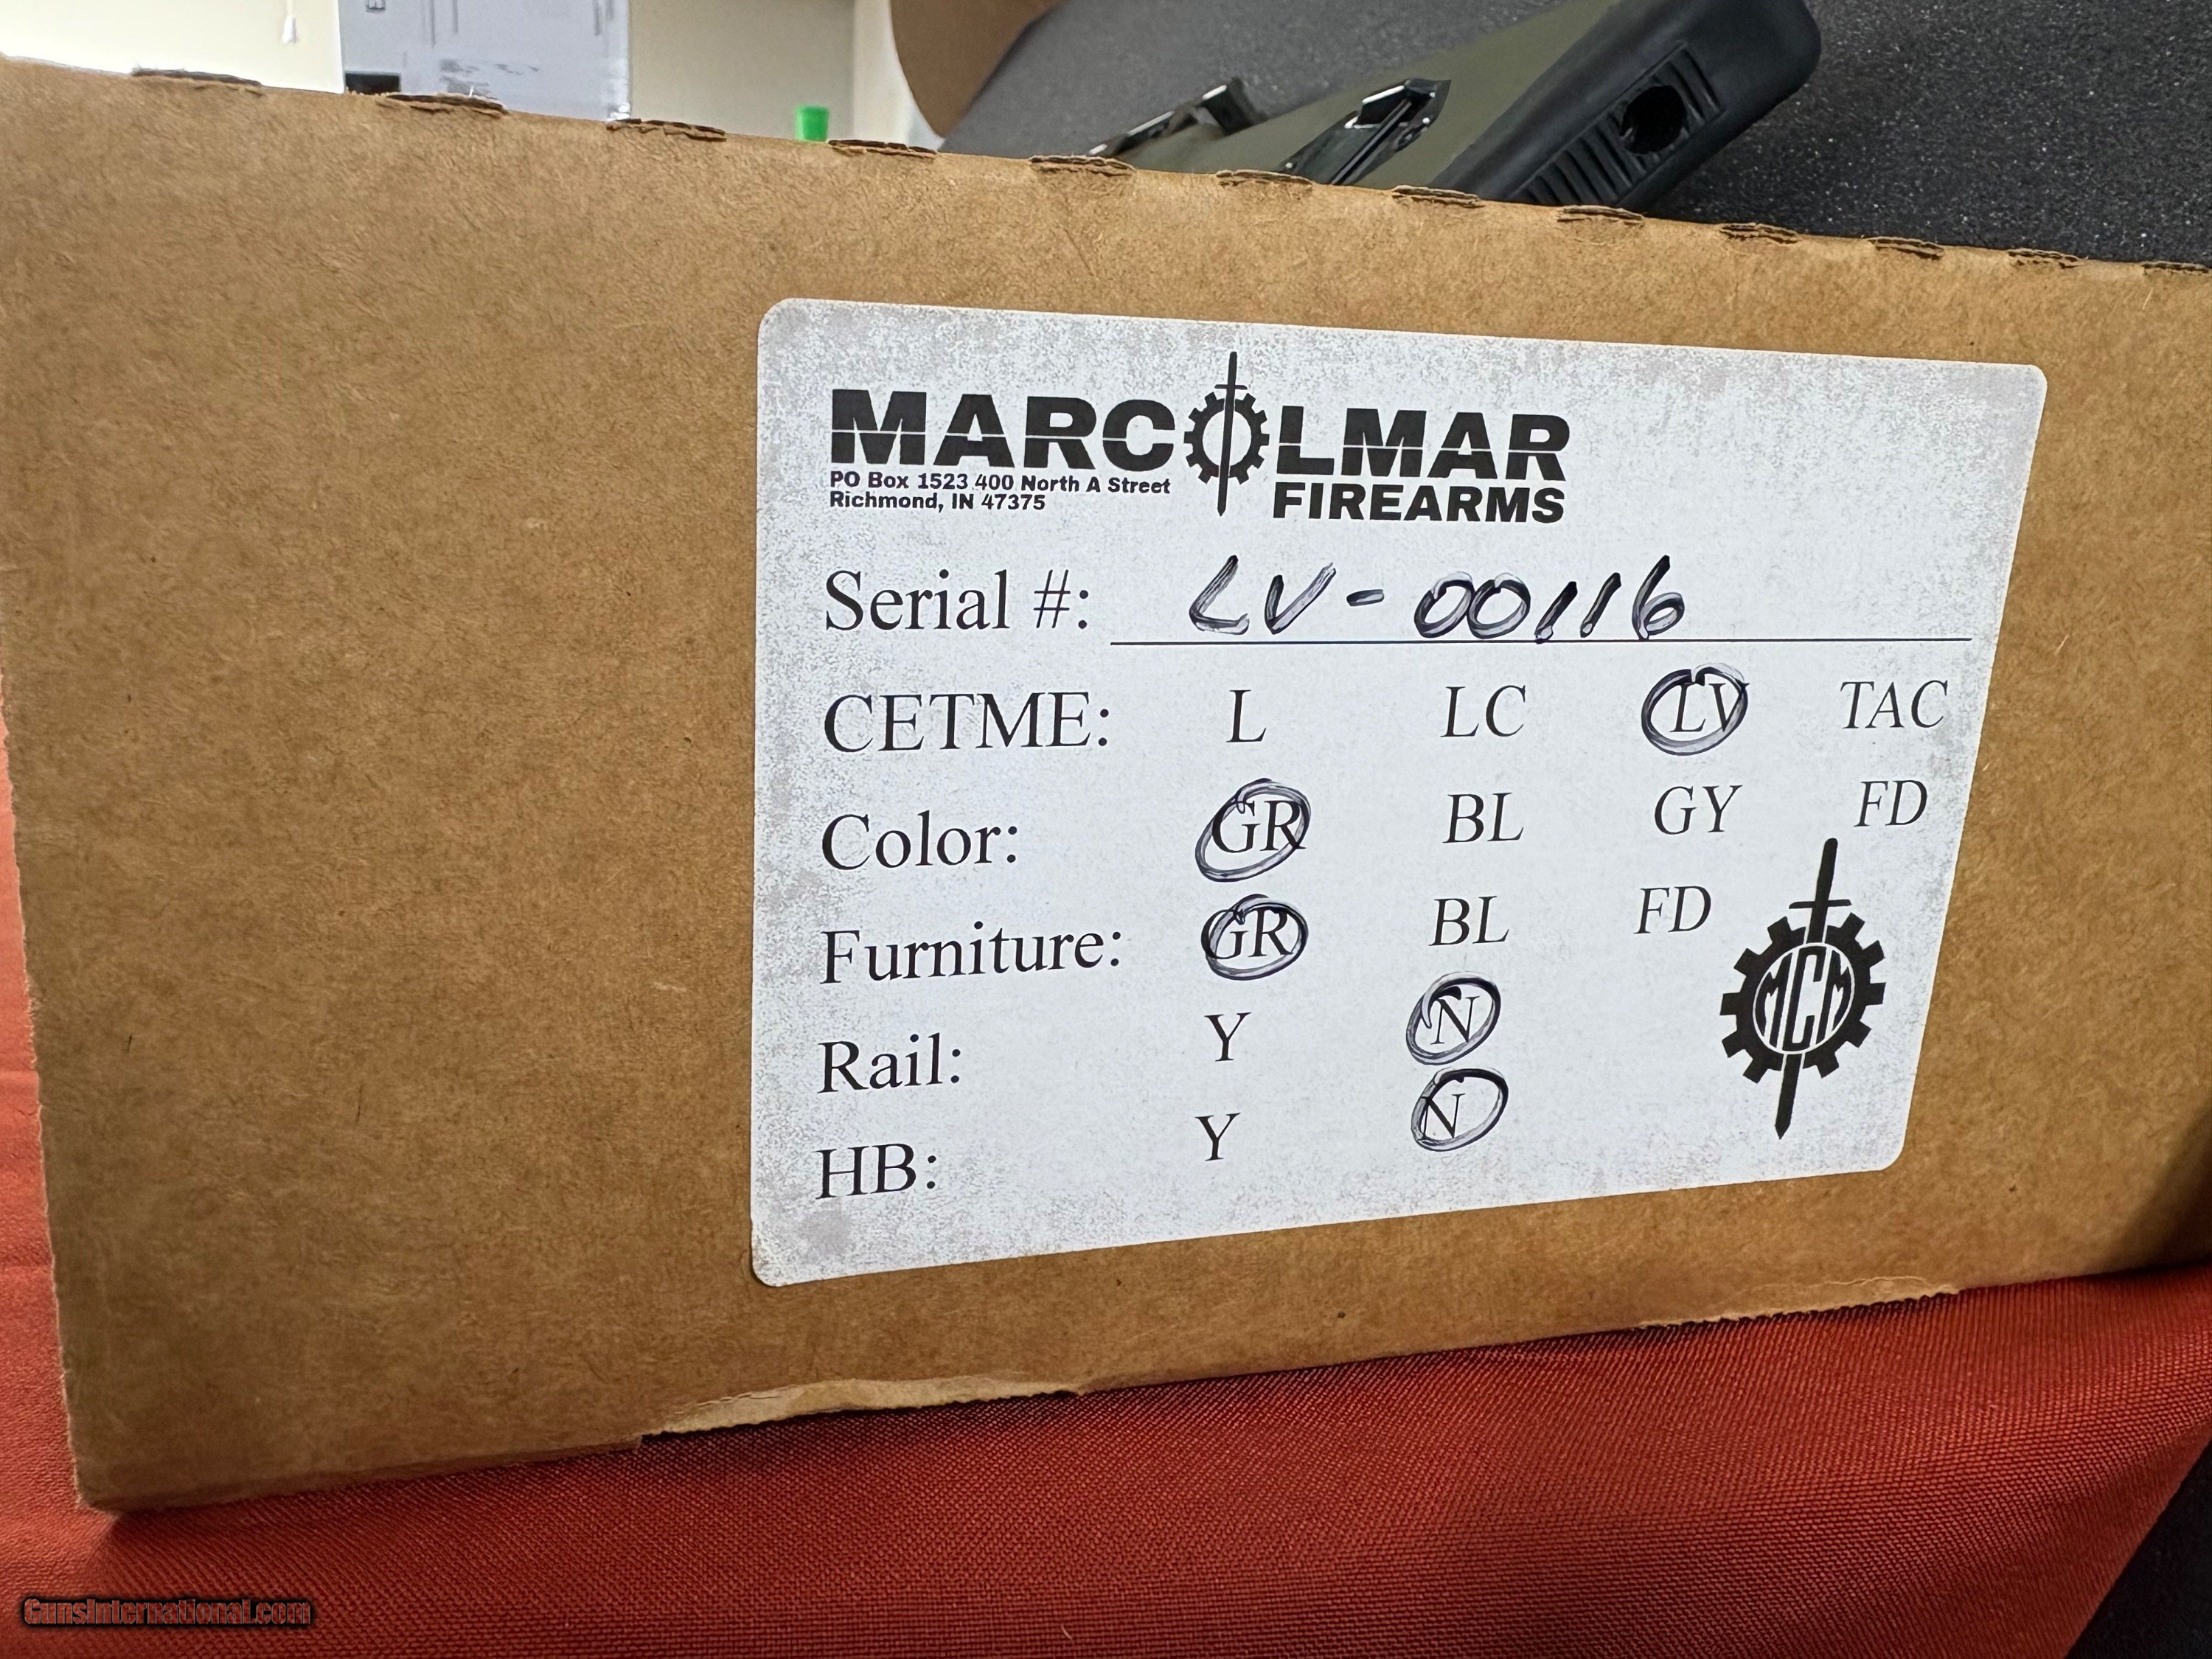 MARCOLMAR
FIREARMS
PO Box 1523 400 North A Street
Richmond, IN 47375
Serial #: LV-00116
CETME: L LC LV TAC
Color: GR BL GY FD
Furniture: GR BL FD
Rail: Y N
HB: Y N
MCM
GunsInternational.com